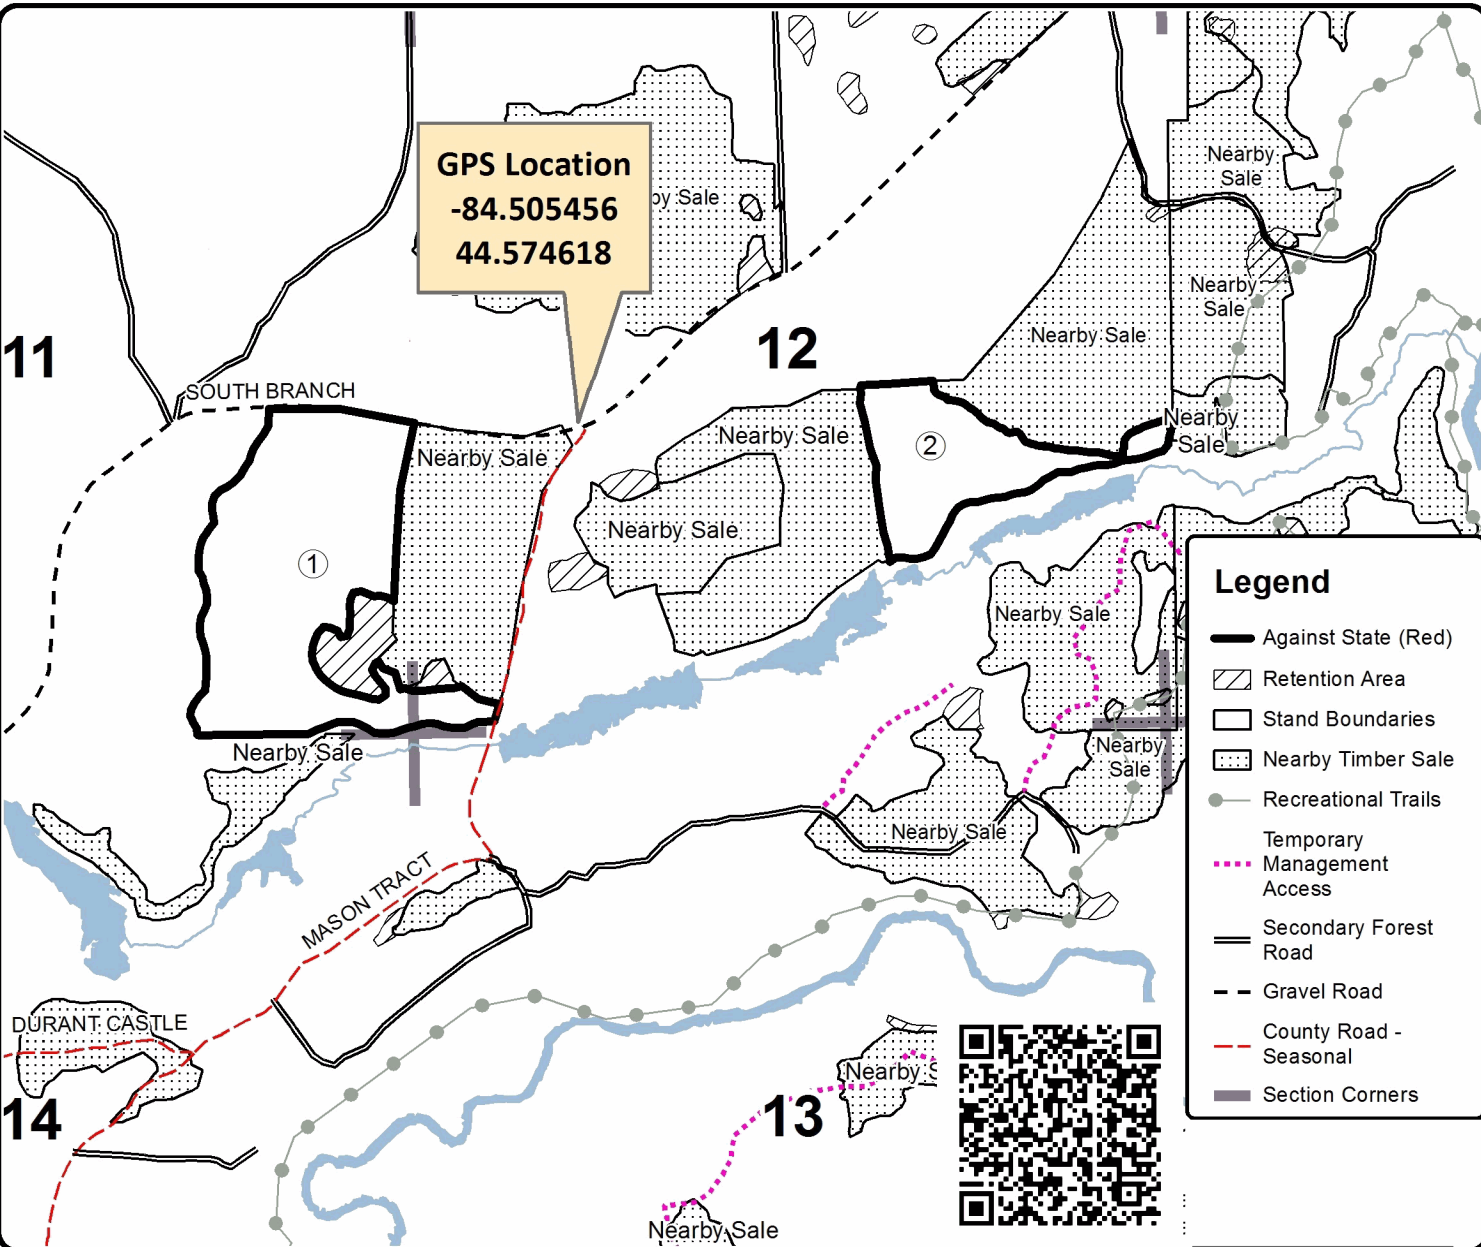 GPS Location
-84.505456
44.574618
by Sale
Nearby
Sale
Nearby
Sale
11
12
Nearby Sale
SOUTH BRANCH
Nearby Sale
Nearby Sale
2
Nearby
Sale
Nearby Sale
1
Nearby Sale
Nearby Sale
Nearby
Sale
Nearby Sale
MASON TRACT
DURANT CASTLE
14
13
Nearby S
Nearby Sale
Legend
Against State (Red)
Retention Area
Stand Boundaries
Nearby Timber Sale
Recreational Trails
Temporary
Management
Access
Secondary Forest
Road
Gravel Road
County Road -
Seasonal
Section Corners